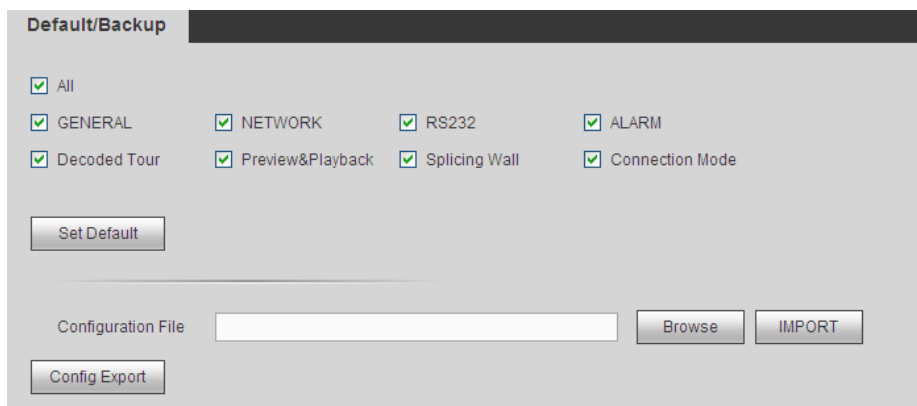 Default/Backup
All
GENERAL NETWORK RS232 ALARM
Decoded Tour Preview&Playback Splicing Wall Connection Mode
Set Default
Configuration File Browse IMPORT
Config Export